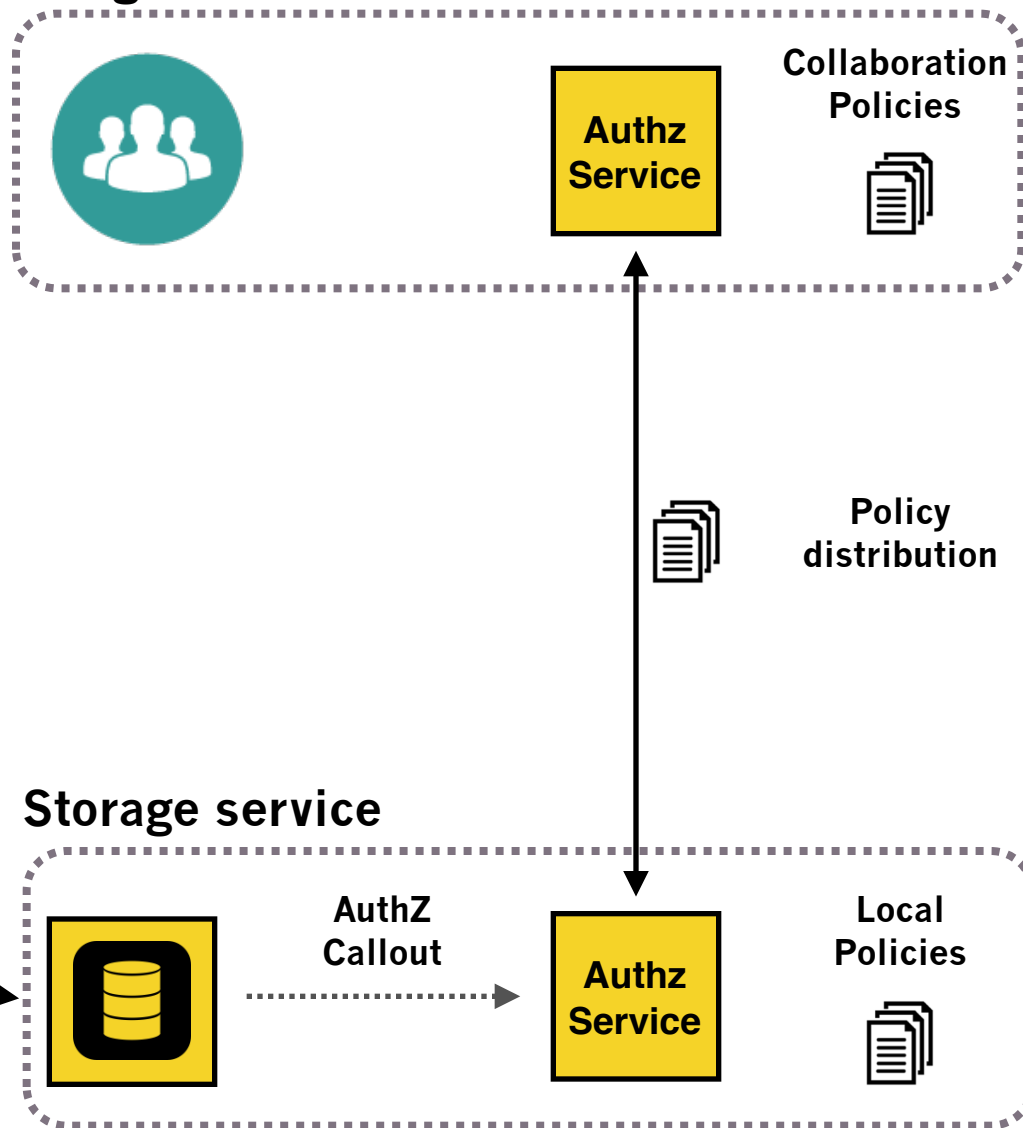 Collaboration
Policies
Authz
Service
Policy
distribution
Storage service
AuthZ
Callout
Authz
Service
Local
Policies